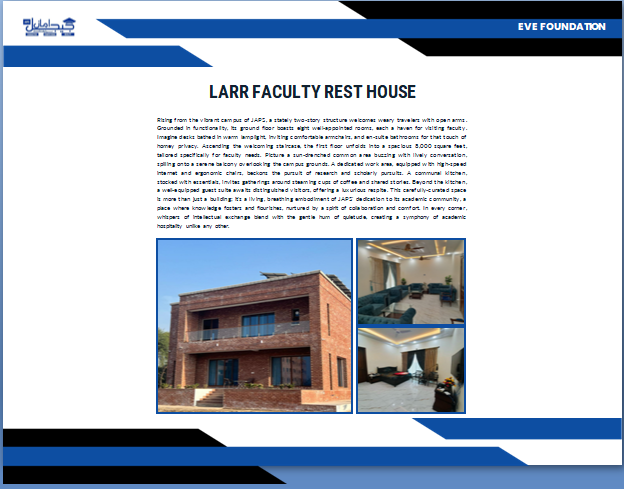 EVE FOUNDATION
LARR FACULTY REST HOUSE
Rising from the vibrant campus of JAPS, a stately two-story structure welcomes weary travelers with open arms.
Grounded in functionality, its ground floor boasts eight well-appointed rooms, each a haven for visiting faculty.
Imagine desks bathed in warm lamplight, inviting comfortable armchairs, and en-suite bathrooms for that touch of
homey privacy. Ascending the welcoming staircase, the first floor unfolds into a spacious 8,000 square feet,
tailored specifically for faculty needs. Picture a sun-drenched common area buzzing with lively conversation,
spilling onto a serene balcony overlooking the campus grounds. A dedicated work area, equipped with high-speed
internet and ergonomic chairs, beckons the pursuit of research and scholarly pursuits. A communal kitchen,
stocked with essentials, invites gatherings around steaming cups of coffee and shared stories. Beyond the kitchen,
a well-equipped guest suite awaits distinguished visitors, offering a luxurious respite. This carefully-curated space
is more than just a building; it's a living, breathing embodiment of JAPS' dedication to its academic community, a
place where knowledge fosters and flourishes, nurtured by a spirit of collaboration and comfort. In every corner,
whispers of intellectual exchange blend with the gentle hum of quietude, creating a symphony of academic
hospitality unlike any other.